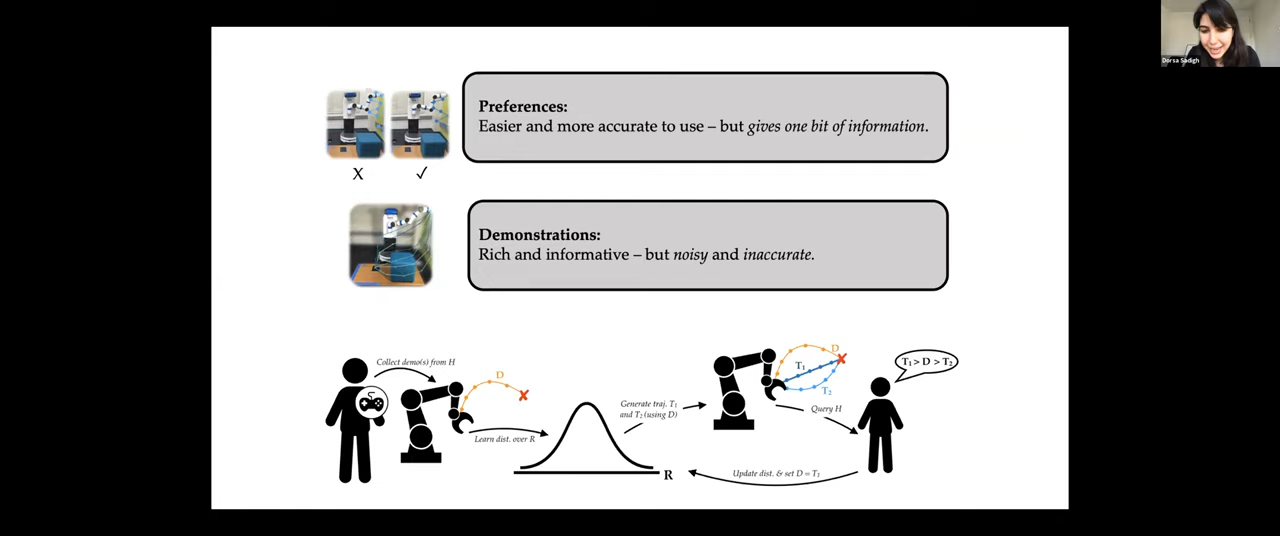 Dorsa Sadigh
Preferences:
Easier and more accurate to use – but gives one bit of information.
X ✓
Demonstrations:
Rich and informative – but noisy and inaccurate.
Collect demo(s) from H
D
Learn dist. over R
R
Generate traj. T₁
and T₂ (using D)
D
T₁
T₂
Query H
T₁ > D > T₂
Update dist. & set D = T₁